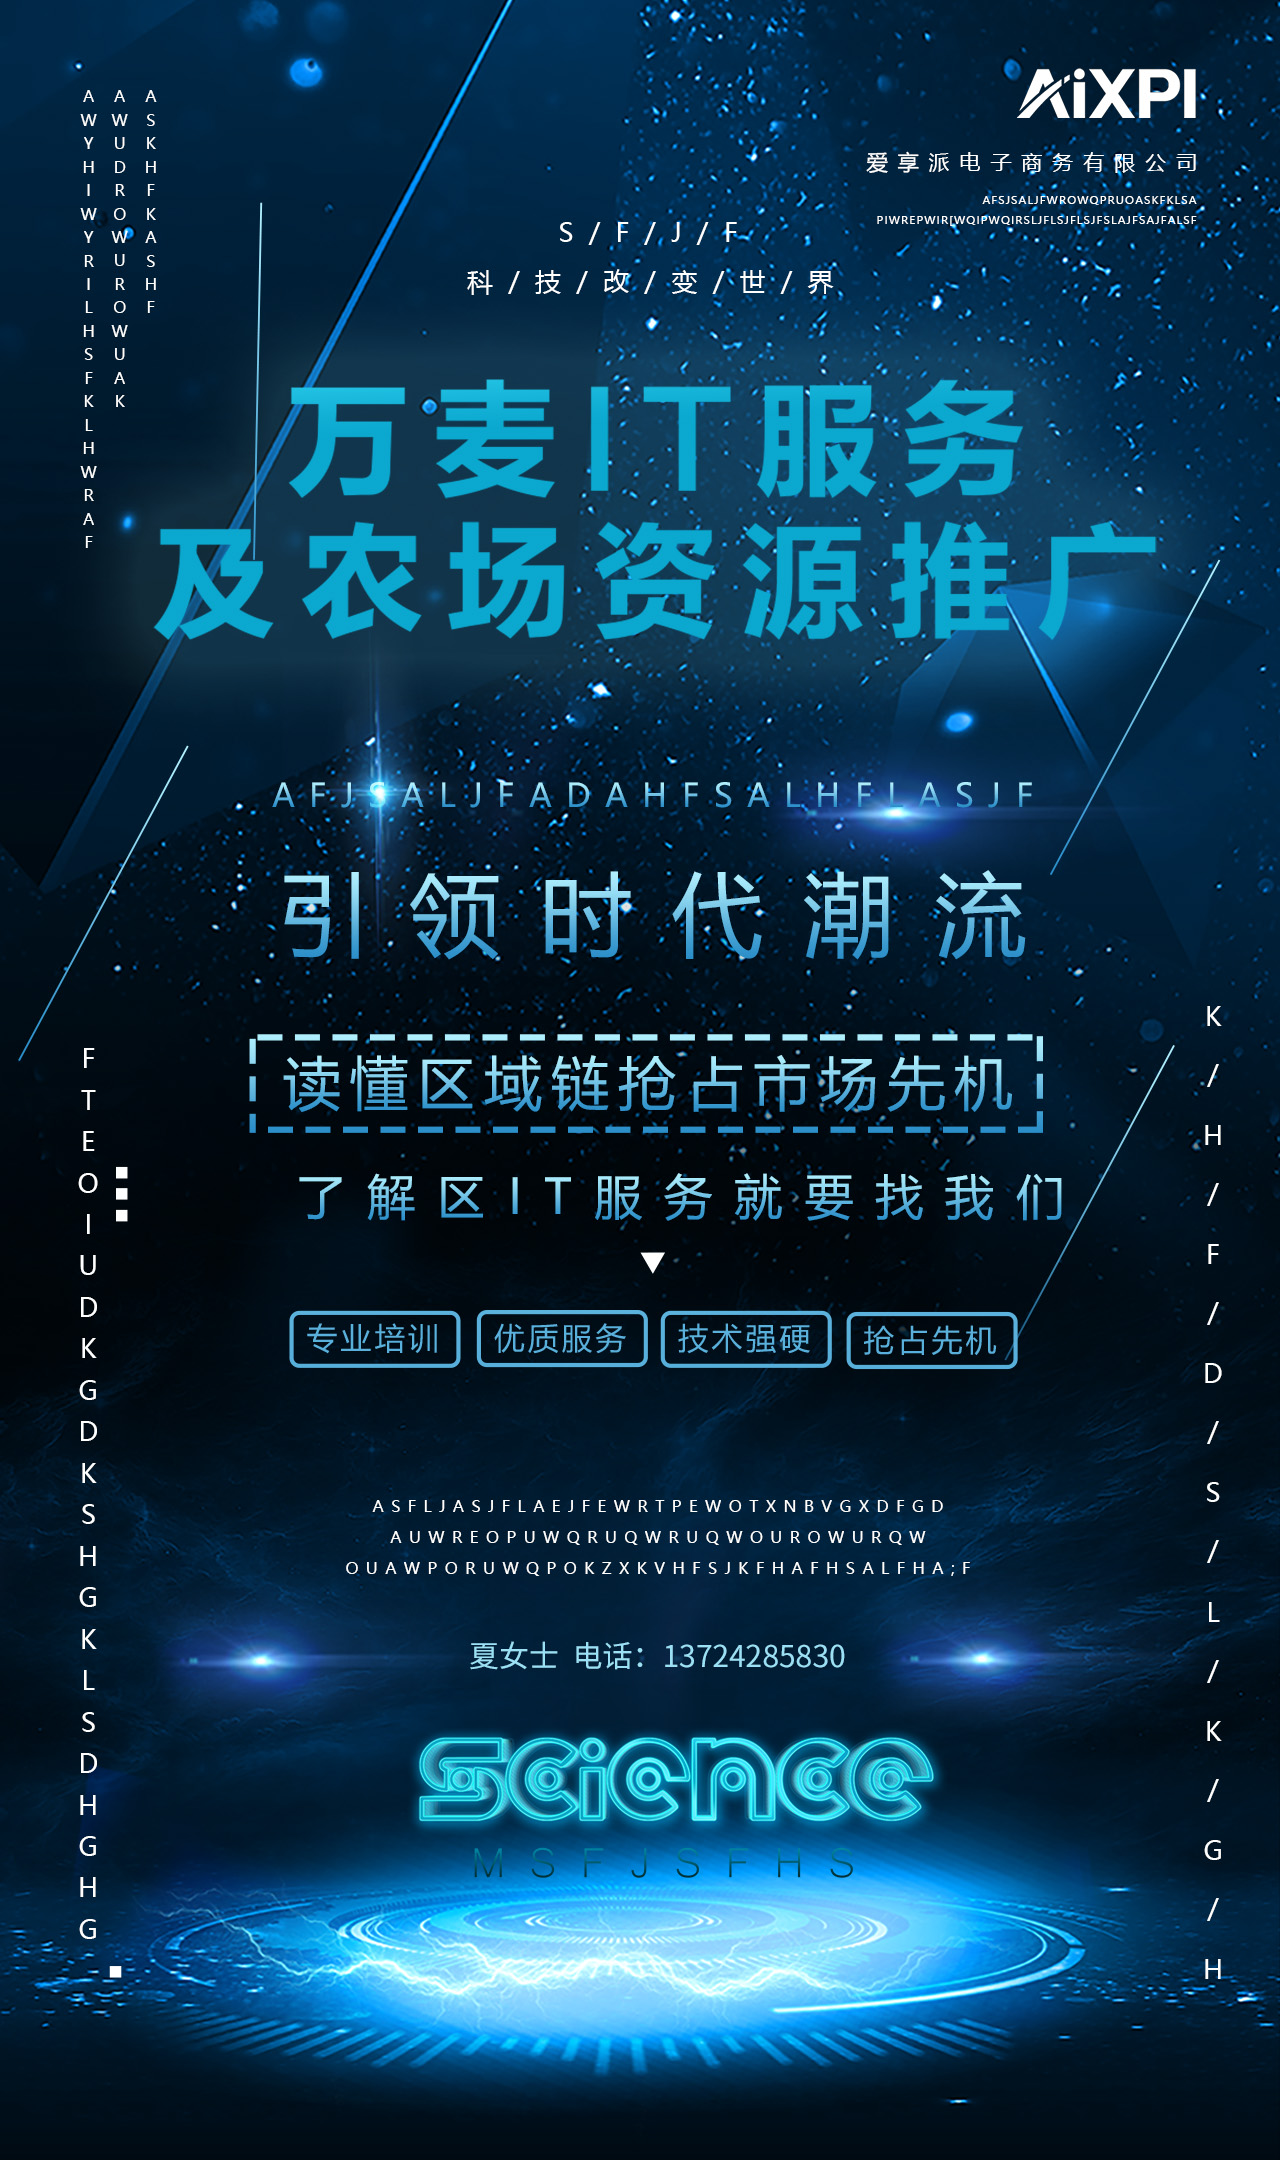 AIXPI
爱享派电子商务有限公司
AFSJSALJFWROWQPRUOASKFKLSA
PIWREPWIRIWQIPWQIRSLJFLSJFLSJFSLAJFSAJFALSF
ASKHFKASHF
AWUDROWUROWUAK
AWYHIWYRILHSFKLHWRAF
S/F/J/F
科/技/改/变/世/界
万麦IT服务
及农场资源推广
AFJSALJFADAHFSALHFLASJF
引领时代潮流
读懂区域链抢占市场先机
了解区IT服务就要找我们
专业培训 优质服务 技术强硬 抢占先机
FTEOIUDKGDKSHGKLSDHGHG
K/H/F/D/S/L/K/G/H
ASFLJASJFLAEJFEWRTPEWOTXNBVGXDFGD
AUWREOPUWQRUQWRUQWOUROWURQW
OUAWPORUWQPOKZXKVHFSJKFHAFHSALFHA;F
夏女士 电话：13724285830
science
MSFJSFHS